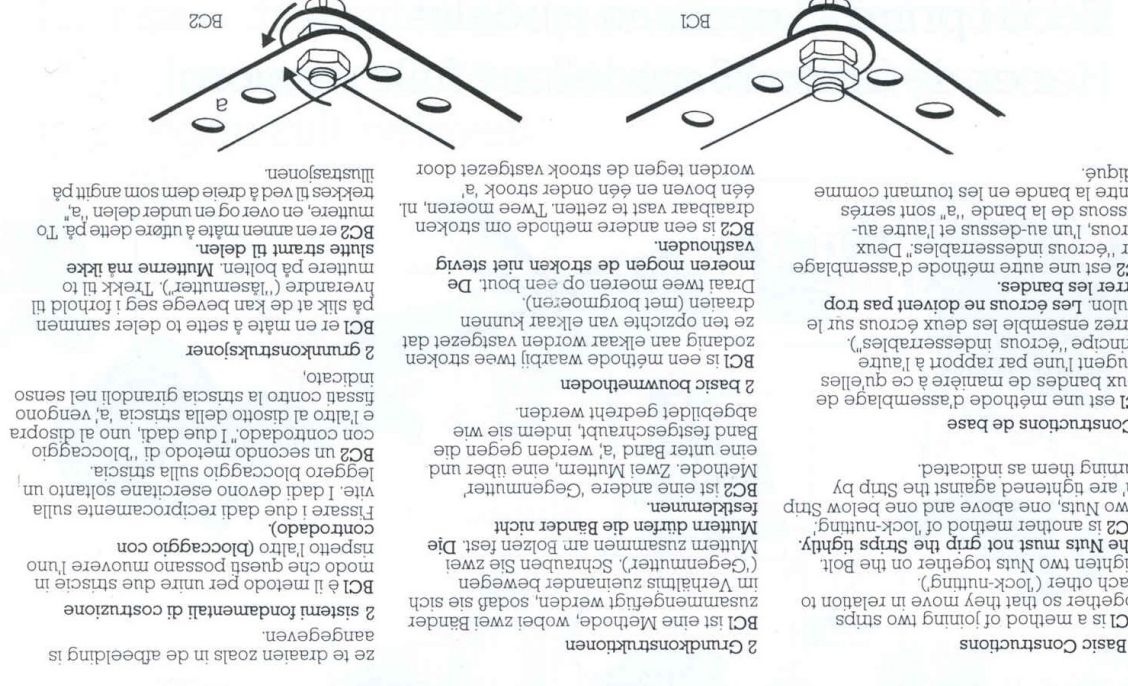 Basic Constructions
C1 is a method of joining two strips
ogether so that they move in relation to
ach other ('lock-nutting').
ighten two Nuts together on the Bolt.
he Nuts must not grip the Strips tightly.
C2 is another method of 'lock-nutting'.
wo Nuts, one above and one below Strip
a' are tightened against the Strip by
urning them as indicated.
Constructions de base
C1 est une méthode d'assemblage de
ux bandes de manière à ce qu'elles
ugent l'une par rapport à l'autre
incipe "écrous indesserrables").
rrez ensemble les deux écrous sur le
ulon. Les écrous ne doivent pas trop
rrer les bandes.
C2 est une autre méthode d'assemblage
r "écrous indesserrables". Deux
rous, l'un au-dessus et l'autre au-
ssous de la bande "a" sont serrés
ntre la bande en les tournant comme
diqué.
2 Grundkonstruktionen
BC1 ist eine Methode, wobei zwei Bänder
zusammengefügt werden, sodaß sie sich
im Verhältnis zueinander bewegen
('Gegenmutter'). Schrauben Sie zwei
Muttern zusammen am Bolzen fest. Die
Muttern dürfen die Bänder nicht
festklemmen.
BC2 ist eine andere 'Gegenmutter'
Methode. Zwei Muttern, eine über und
eine unter Band 'a', werden gegen die
Band festgeschraubt, indem sie wie
abgebildet gedreht werden.
2 basic bouwmethoden
BC1 is een méthode waarbij twee stroken
zodanig aan elkaar worden vastgezet dat
ze ten opzichte van elkaar kunnen
draaien (met borgmoeren).
Draai twee moeren op een bout. De
moeren mogen de stroken niet stevig
vasthouden.
BC2 is een andere methode om stroken
draaibaar vast te zetten. Twee moeren, nl.
één boven en één onder strook 'a'
worden tegen de strook vastgezet door
ze te draaien zoals in de afbeelding is
aangegeven.
2 sistemi fondamentali di costruzione
BC1 è il metodo per unire due striscie in
modo che questi possano muovere l'uno
rispetto l'altro (bloccaggio con
controdado).
Fissare i due dadi reciprocamente sulla
vite. I dadi devono esercitane soltanto un
leggero bloccaggio sulla striscia.
BC2 un secondo metodo di "bloccaggio
con controdado." I due dadi, uno al disopra
e l'altro al disotto della striscia 'a', vengono
fissati contro la striscia girandoli nel senso
indicato,
2 grunnkonstruksjoner
BC1 er en måte å sette to deler sammen
på slik at de kan bevege seg i forhold til
hverandre ("låsemutter"). Trekk til to
muttere på bolten. Mutterne må ikke
slutte stramt til delen.
BC2 er en annen måte å utføre dette på. To
muttere, en over og en under delen "a,"
trekkes til ved å dreie dem som angitt på
illustrasjonen.
BC1
a
BC2